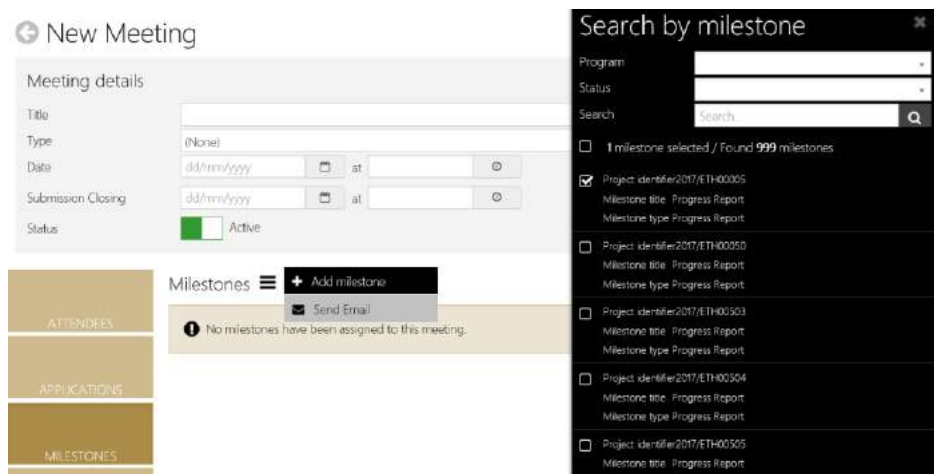 New Meeting
Meeting details
Title
Type (None)
Date dd/mm/yyyy at
Submission Closing dd/mm/yyyy at
Status Active
ATTENDEES
APPLICATIONS
MILESTONES
Milestones
Add milestone
Send Email
No milestones have been assigned to this meeting.
Search by milestone
Program
Status
Search Search
1 milestone selected / Found 999 milestones
Project identifier2017/ETH00005
Milestone title Progress Report
Milestone type Progress Report
Project identifier2017/ETH00050
Milestone title Progress Report
Milestone type Progress Report
Project identifier2017/ETH00503
Milestone title Progress Report
Milestone type Progress Report
Project identifier2017/ETH00504
Milestone title Progress Report
Milestone type Progress Report
Project identifier2017/ETH00505
Milestone title Progress Report